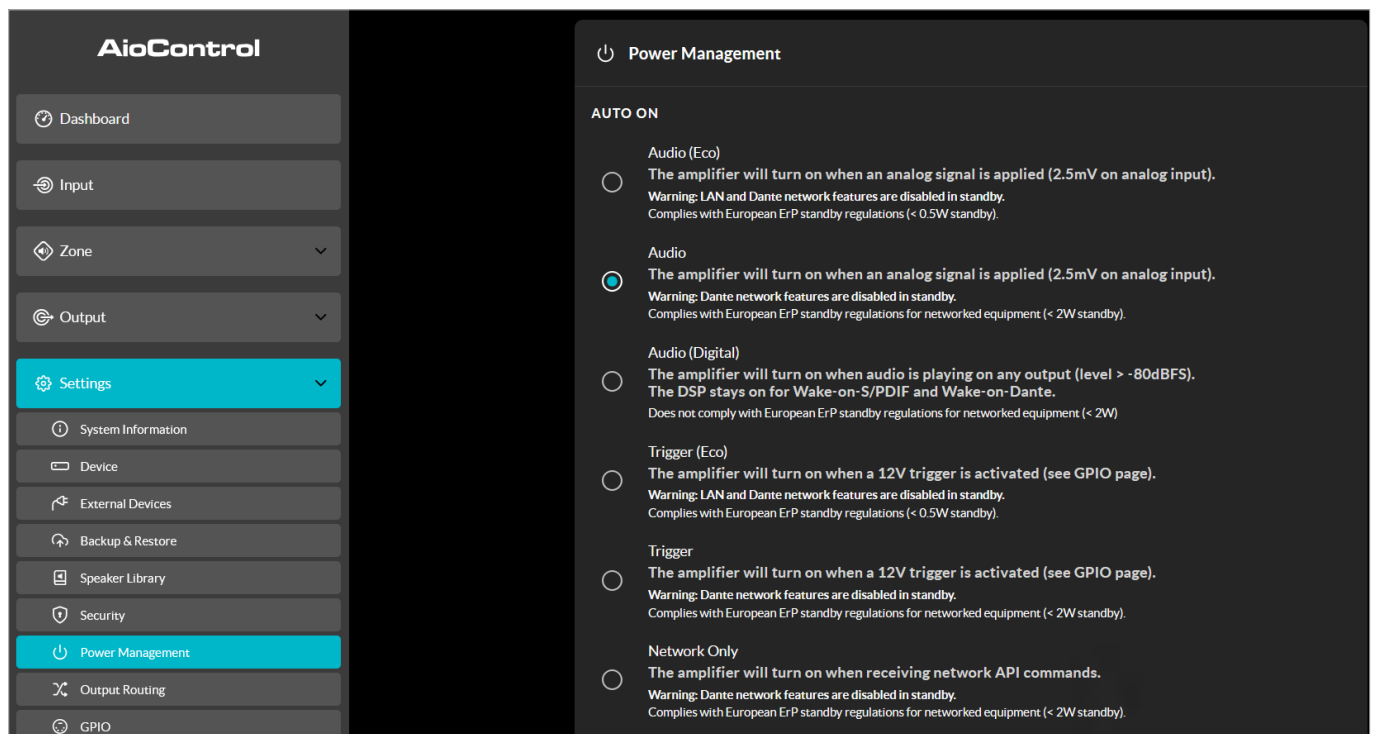 AioControl
Dashboard
Input
Zone
Output
Settings
System Information
Device
External Devices
Backup & Restore
Speaker Library
Security
Power Management
Output Routing
GPIO
Power Management
AUTO ON
Audio (Eco)
The amplifier will turn on when an analog signal is applied (2.5mV on analog input).
Warning: LAN and Dante network features are disabled in standby.
Complies with European ErP standby regulations (< 0.5W standby).
Audio
The amplifier will turn on when an analog signal is applied (2.5mV on analog input).
Warning: Dante network features are disabled in standby.
Complies with European ErP standby regulations for networked equipment (< 2W standby).
Audio (Digital)
The amplifier will turn on when audio is playing on any output (level > -80dBFS).
The DSP stays on for Wake-on-S/PDIF and Wake-on-Dante.
Does not comply with European ErP standby regulations for networked equipment (< 2W)
Trigger (Eco)
The amplifier will turn on when a 12V trigger is activated (see GPIO page).
Warning: LAN and Dante network features are disabled in standby.
Complies with European ErP standby regulations (< 0.5W standby).
Trigger
The amplifier will turn on when a 12V trigger is activated (see GPIO page).
Warning: Dante network features are disabled in standby.
Complies with European ErP standby regulations for networked equipment (< 2W standby).
Network Only
The amplifier will turn on when receiving network API commands.
Warning: Dante network features are disabled in standby.
Complies with European ErP standby regulations for networked equipment (< 2W standby).